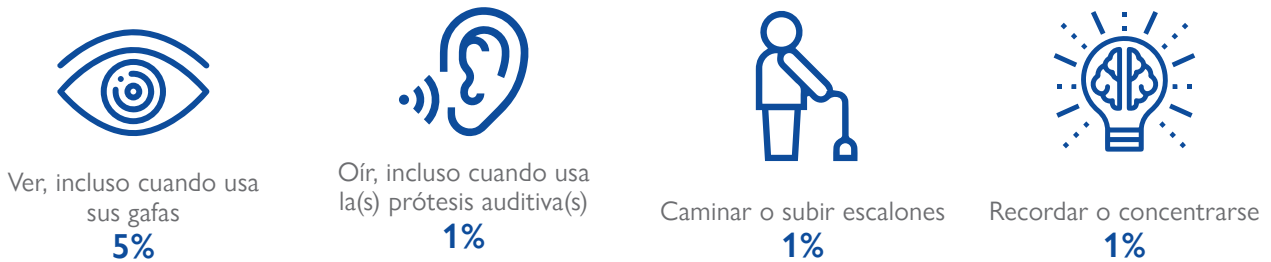 Ver, incluso cuando usa
sus gafas
5%
Oír, incluso cuando usa
la(s) prótesis auditiva(s)
1%
Caminar o subir escalones
1%
Recordar o concentrarse
1%